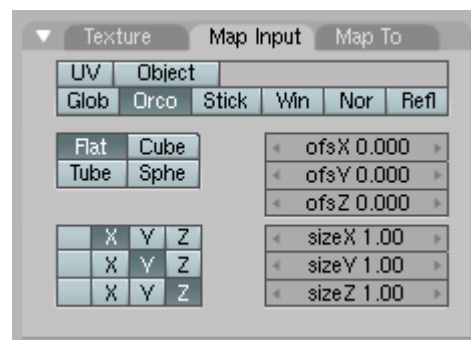 Texture Map Input Map To
UV Object
Glob Orco Stick Win Nor Refl
Flat Cube ofsX 0.000
Tube Sphe ofsY 0.000
ofsZ 0.000
X Y Z sizeX 1.00
X Y Z sizeY 1.00
X Y Z sizeZ 1.00